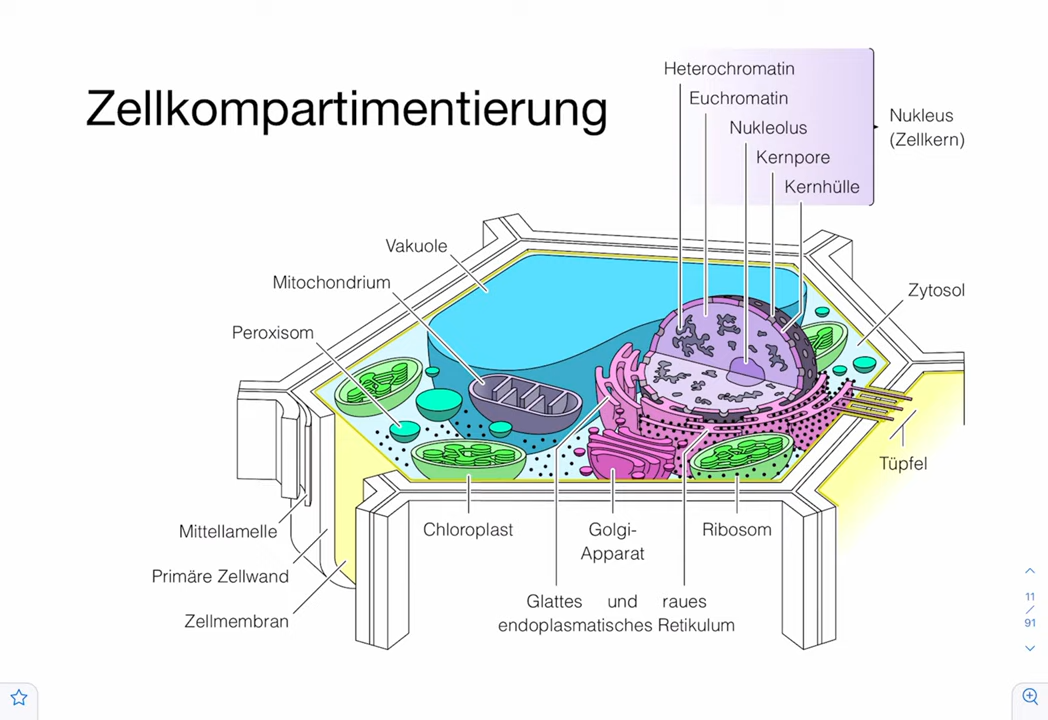 Zellkompartimentierung
Heterochromatin
Euchromatin
Nukleolus
Kernpore
Kernhülle
Nukleus
(Zellkern)
Vakuole
Mitochondrium
Peroxisom
Zytosol
Tüpfel
Mittellamelle
Primäre Zellwand
Zellmembran
Chloroplast
Golgi-
Apparat
Ribosom
Glattes und raues
endoplasmatisches Retikulum
11
/
91